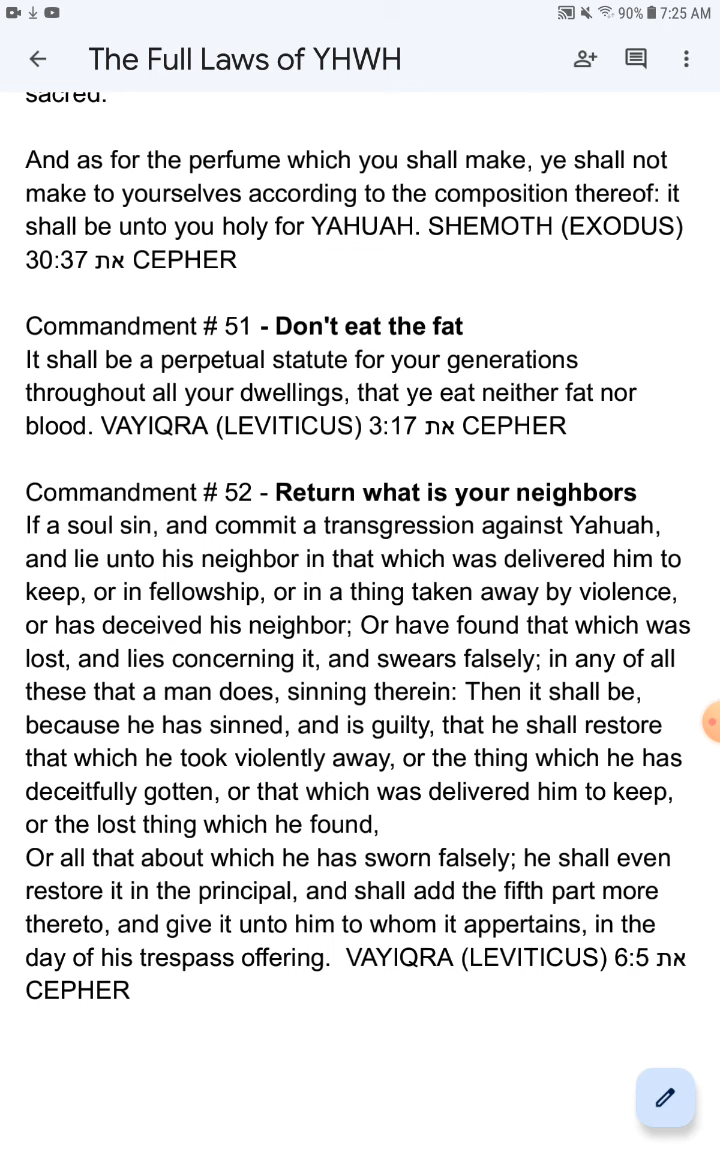 90% 7:25 AM
The Full Laws of YHWH
sacred.
And as for the perfume which you shall make, ye shall not
make to yourselves according to the composition thereof: it
shall be unto you holy for YAHUAH. SHEMOTH (EXODUS)
30:37 את CEPHER
Commandment # 51 - Don't eat the fat
It shall be a perpetual statute for your generations
throughout all your dwellings, that ye eat neither fat nor
blood. VAYIQRA (LEVITICUS) 3:17 את CEPHER
Commandment # 52 - Return what is your neighbors
If a soul sin, and commit a transgression against Yahuah,
and lie unto his neighbor in that which was delivered him to
keep, or in fellowship, or in a thing taken away by violence,
or has deceived his neighbor; Or have found that which was
lost, and lies concerning it, and swears falsely; in any of all
these that a man does, sinning therein: Then it shall be,
because he has sinned, and is guilty, that he shall restore
that which he took violently away, or the thing which he has
deceitfully gotten, or that which was delivered him to keep,
or the lost thing which he found,
Or all that about which he has sworn falsely; he shall even
restore it in the principal, and shall add the fifth part more
thereto, and give it unto him to whom it appertains, in the
day of his trespass offering.  VAYIQRA (LEVITICUS) 6:5 את
CEPHER